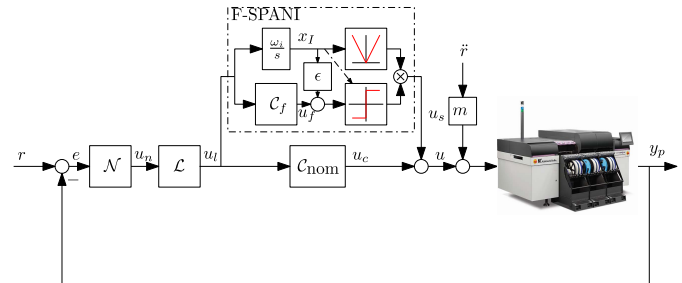 F-SPANI
ω_i/s
x_I
r̈
ϵ
C_f
u_f
u_s
m
r
e
u_n
u_l
u_c
u
y_p
N
L
C_nom
−